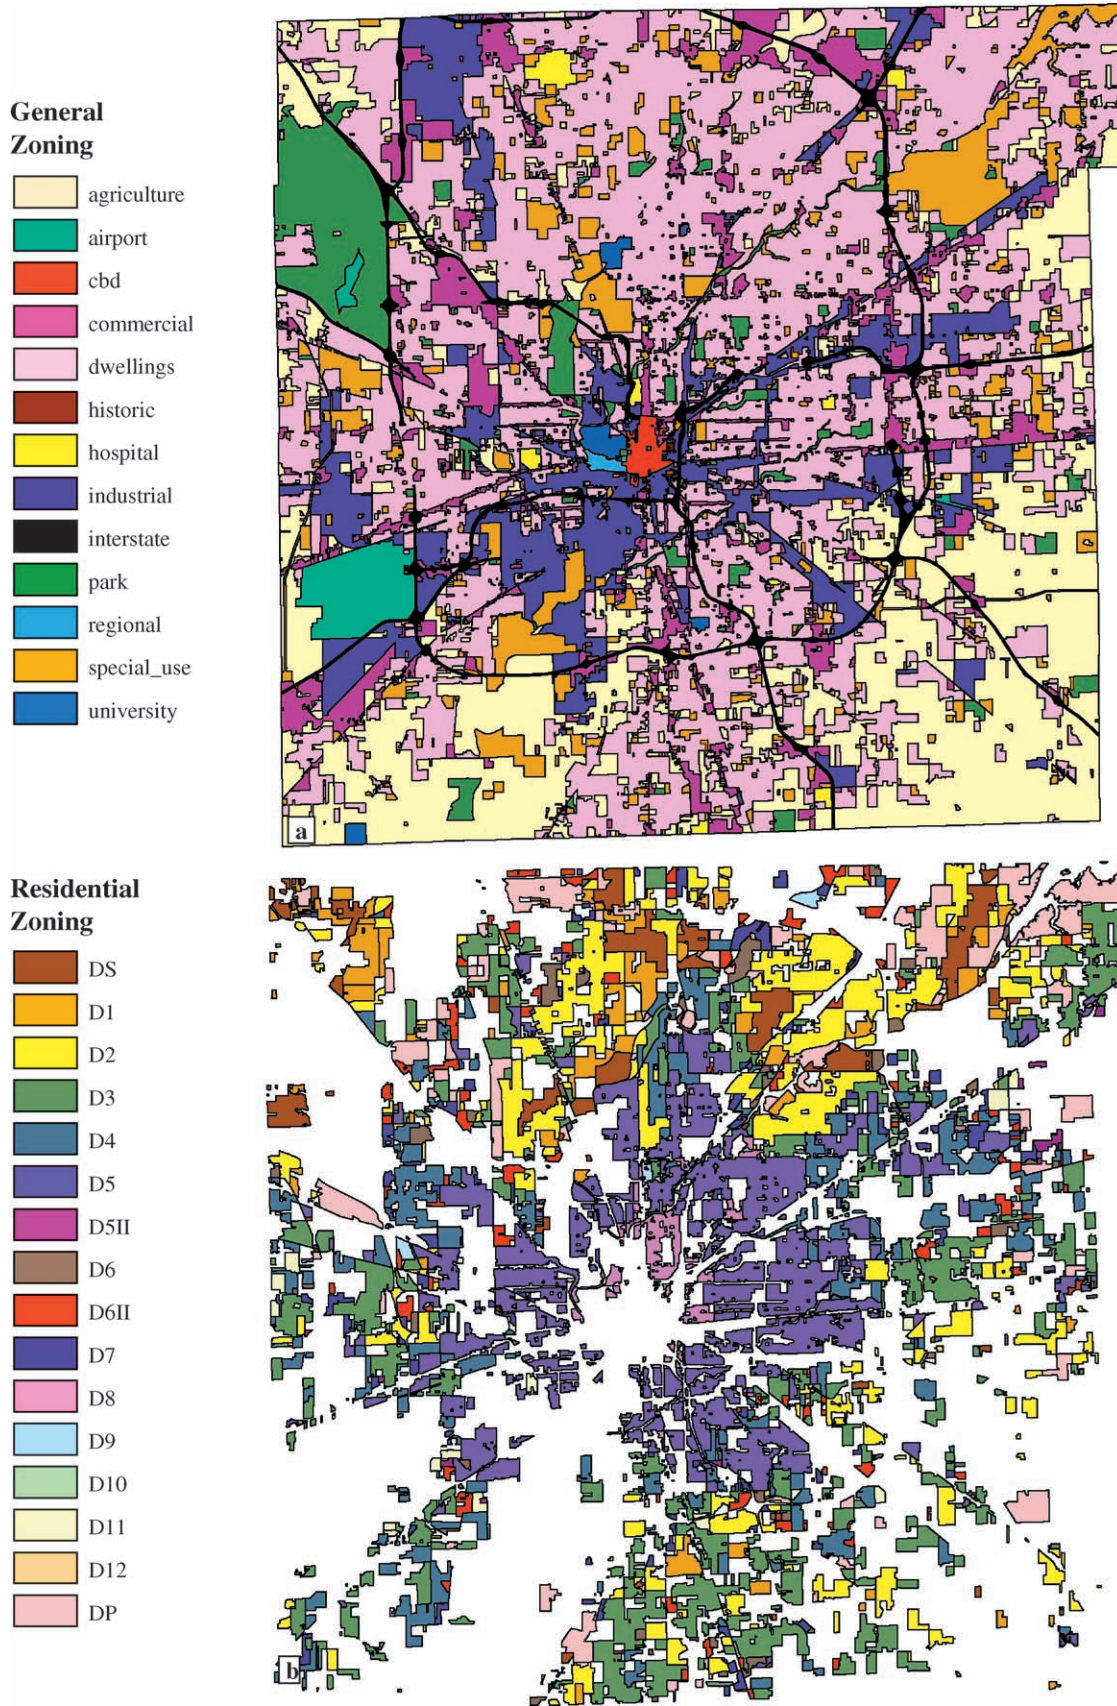 General
Zoning
agriculture
airport
cbd
commercial
dwellings
historic
hospital
industrial
interstate
park
regional
special_use
university
a
Residential
Zoning
DS
D1
D2
D3
D4
D5
D5II
D6
D6II
D7
D8
D9
D10
D11
D12
DP
b